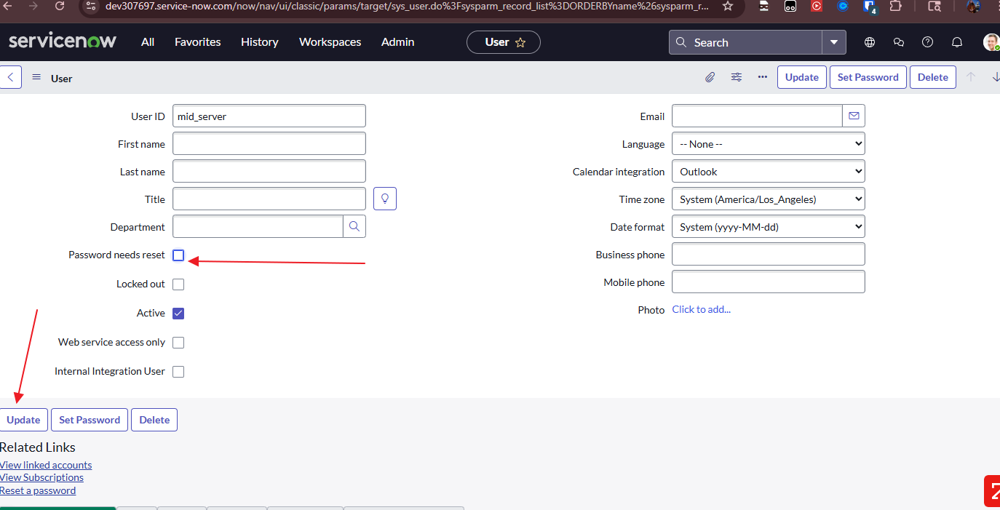 dev307697.service-now.com/now/nav/ui/classic/params/target/sys_user.do%3Fsysparm_record_list%3DORDERBYname%26sysparm_r...
4
servicenow All Favorites History Workspaces Admin User Search
User Update Set Password Delete
User ID mid_server Email
First name Language -- None --
Last name Calendar integration Outlook
Title Time zone System (America/Los_Angeles)
Department Date format System (yyyy-MM-dd)
Password needs reset Business phone
Locked out Mobile phone
Active Photo Click to add...
Web service access only
Internal Integration User
Update Set Password Delete
Related Links
View linked accounts
View Subscriptions
Reset a password